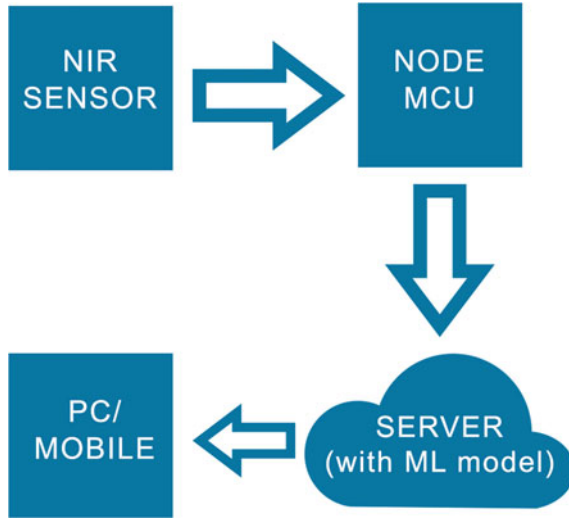 NIR
SENSOR
NODE
MCU
SERVER
(with ML model)
PC/
MOBILE